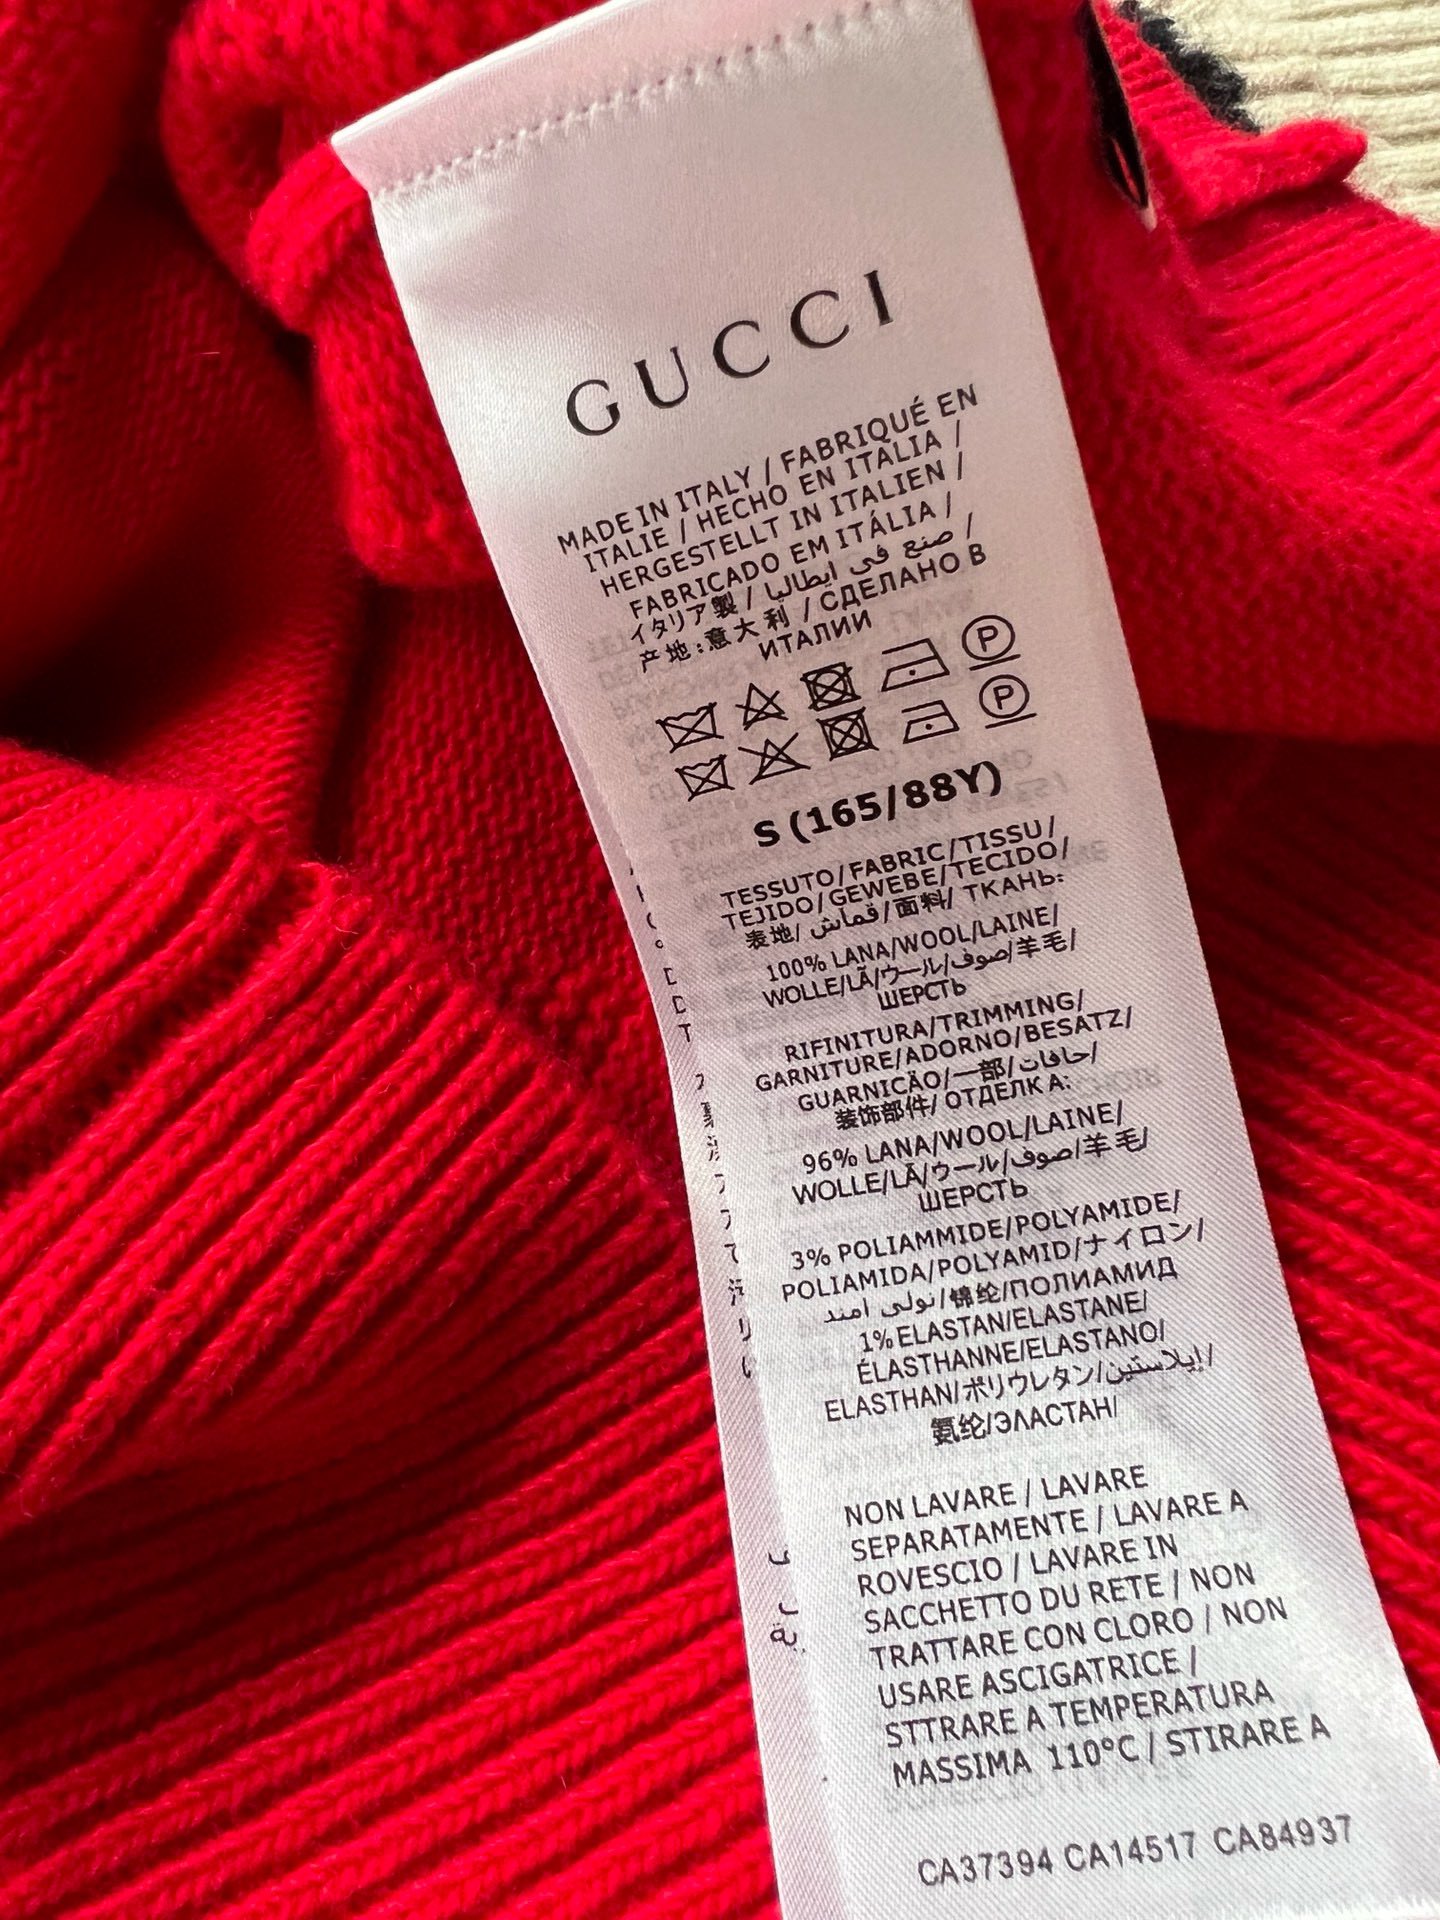 GUCCI
MADE IN ITALY / FABRIQUÉ EN
ITALIE / HECHO EN ITALIA /
HERGESTELLT IN ITALIEN /
FABRICADO EM ITÁLIA /
イタリア製 / صنع في ايطاليا /
产地:意大利 / СДЕЛАНО В
ИТАЛИИ
P
P
S (165/88Y)
TESSUTO/FABRIC/TISSU/
TEJIDO/GEWEBE/TECIDO/
表地/ قماش/面料/ ТКАНЬ:
100% LANA/WOOL/LAINE/
WOLLE/LÃ/ウール/صوف/羊毛/
ШЕРСТЬ
RIFINITURA/TRIMMING/
GARNITURE/ADORNO/BESATZ/
GUARNICÃO/一部/حافات/
装饰部件/ ОТДЕЛК А:
96% LANA/WOOL/LAINE/
WOLLE/LÃ/ウール/صوف/羊毛/
ШЕРСТЬ
3% POLIAMMIDE/POLYAMIDE/
POLIAMIDA/POLYAMID/ナイロン/
بولي امند/锦纶/ПОЛИАМИД
1% ELASTAN/ELASTANE/
ÉLASTHANNE/ELASTANO/
ELASTHAN/ポリウレタン/إيلاستين/
氨纶/ЭЛАСТАН/
NON LAVARE / LAVARE
SEPARATAMENTE / LAVARE A
ROVESCIO / LAVARE IN
SACCHETTO DU RETE / NON
TRATTARE CON CLORO / NON
USARE ASCIGATRICE /
STTRARE A TEMPERATURA
MASSIMA 110°C / STIRARE A
CA37394 CA14517 CA84937